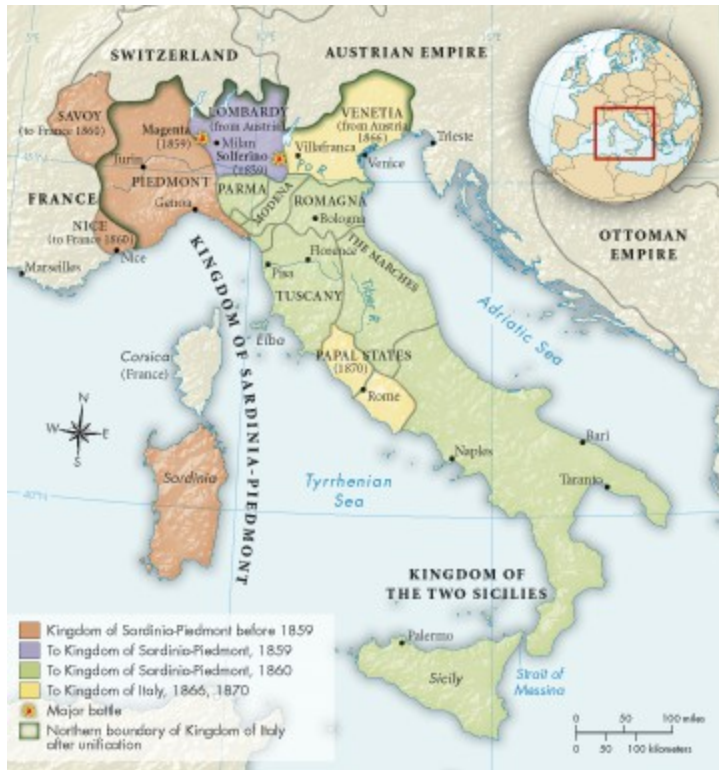 SWITZERLAND
AUSTRIAN EMPIRE
SAVOY
(to France 1860)
LOMBARDY
(from Austria
VENETIA
(from Austria
1866)
Magenta
(1859)
Milan
Solferino
(1859)
Villafranca
Po R.
Venice
Trieste
Turin
PIEDMONT
PARMA
MODENA
ROMAGNA
Bologna
FRANCE
Genoa
NICE
(to France 1860)
Nice
Marseilles
OTTOMAN
EMPIRE
Florence
Pisa
THE MARCHES
TUSCANY
Tiber R.
Adriatic Sea
Elba
Corsica
(France)
PAPAL STATES
(1870)
Rome
KINGDOM OF SARDINIA-PIEDMONT
N
W
E
S
Sardinia
Naples
Bari
Taranto
Tyrrhenian
Sea
40°N
KINGDOM OF
THE TWO SICILIES
Palermo
Sicily
Strait of
Messina
Kingdom of Sardinia-Piedmont before 1859
To Kingdom of Sardinia-Piedmont, 1859
To Kingdom of Sardinia-Piedmont, 1860
To Kingdom of Italy, 1866, 1870
Major battle
Northern boundary of Kingdom of Italy
after unification
0 50 100 miles
0 50 100 kilometers